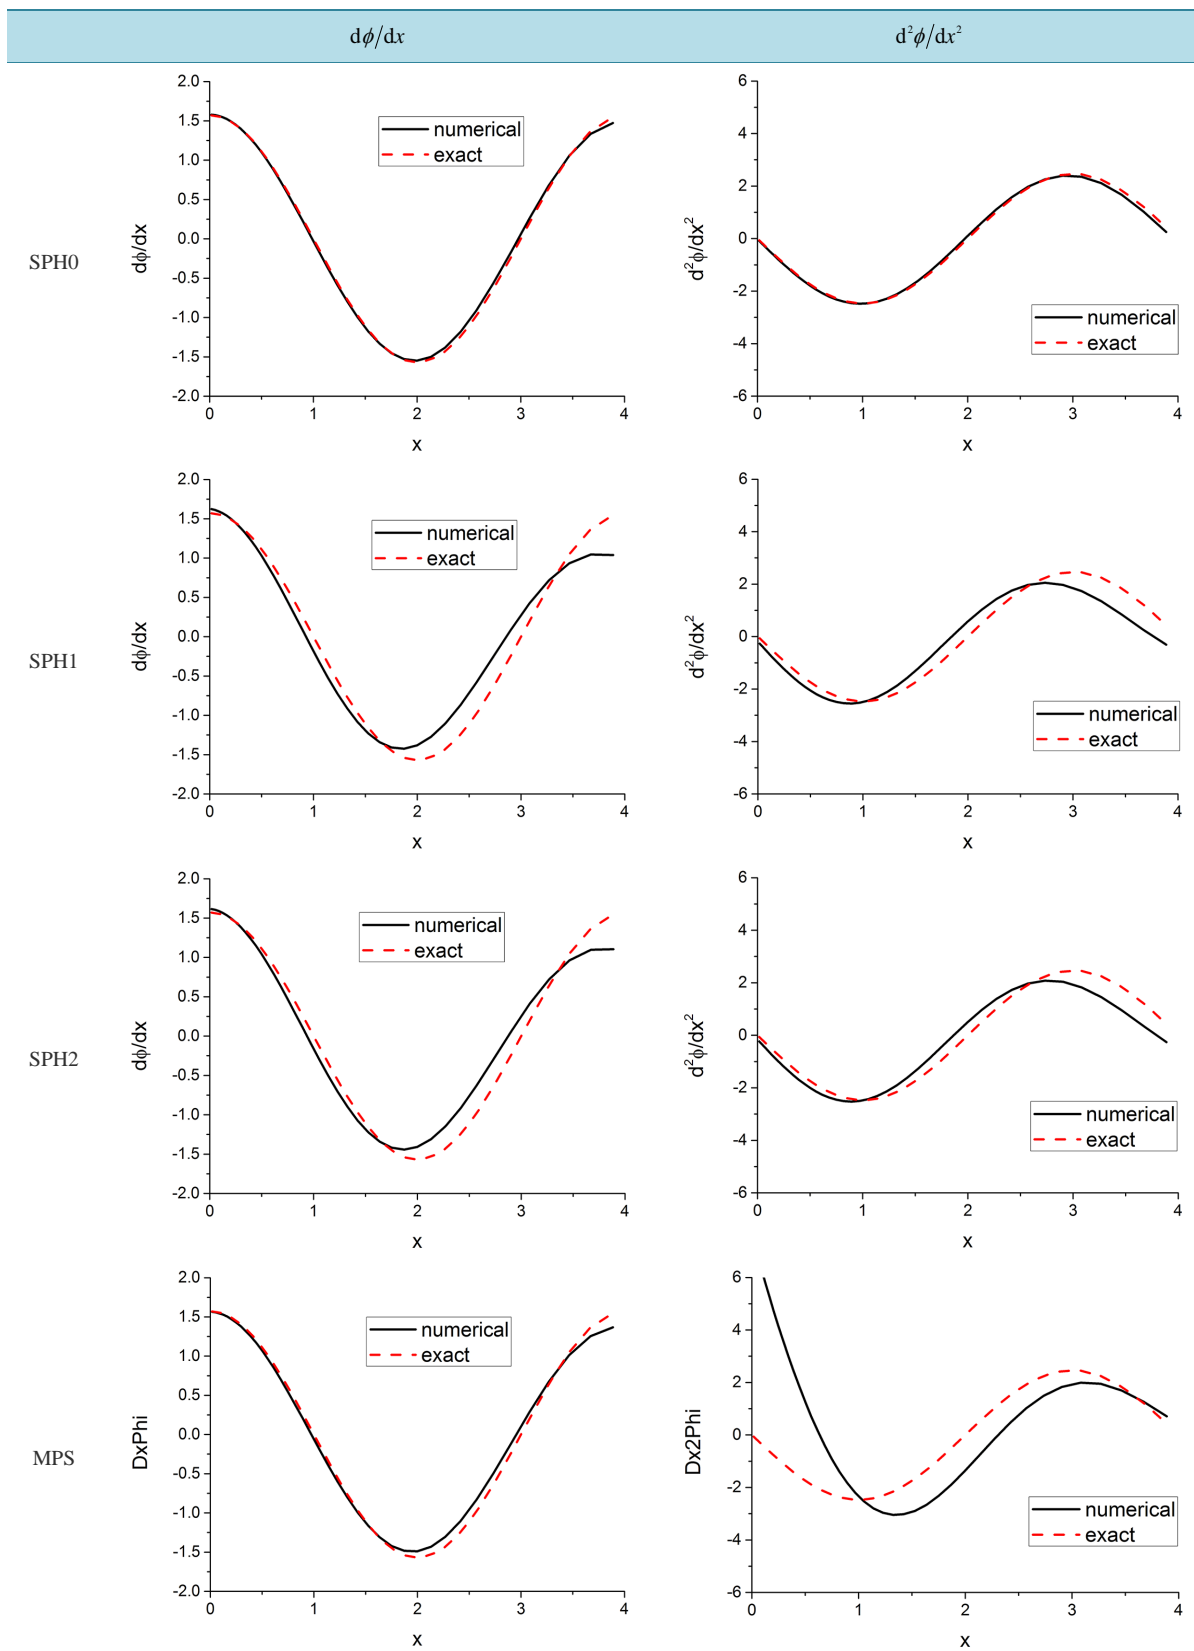 dϕ/dx d²ϕ/dx²
SPH0
2.0
1.5
1.0
0.5
0.0
-0.5
-1.0
-1.5
-2.0
0 1 2 3 4
dϕ/dx
x
numerical
exact
6
4
2
0
-2
-4
-6
0 1 2 3 4
d²ϕ/dx²
x
numerical
exact
SPH1
2.0
1.5
1.0
0.5
0.0
-0.5
-1.0
-1.5
-2.0
0 1 2 3 4
dϕ/dx
x
numerical
exact
6
4
2
0
-2
-4
-6
0 1 2 3 4
d²ϕ/dx²
x
numerical
exact
SPH2
2.0
1.5
1.0
0.5
0.0
-0.5
-1.0
-1.5
-2.0
0 1 2 3 4
dϕ/dx
x
numerical
exact
6
4
2
0
-2
-4
-6
0 1 2 3 4
d²ϕ/dx²
x
numerical
exact
MPS
2.0
1.5
1.0
0.5
0.0
-0.5
-1.0
-1.5
-2.0
0 1 2 3 4
DxPhi
x
numerical
exact
6
4
2
0
-2
-4
-6
0 1 2 3 4
Dx2Phi
x
numerical
exact